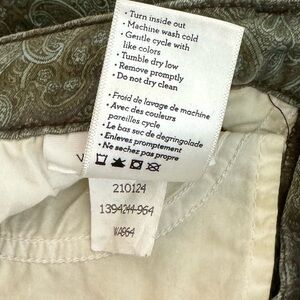 • Turn inside out
• Machine wash cold
• Gentle cycle with
like colors
• Tumble dry low
• Remove promptly
• Do not dry clean
• Froid de lavage de machine
• Avec des couleurs
pareilles cycle
• Le bas sec de degringolade
• Enleves promptement
• Ne sechez pas propre
210124
1394244-964
W4864